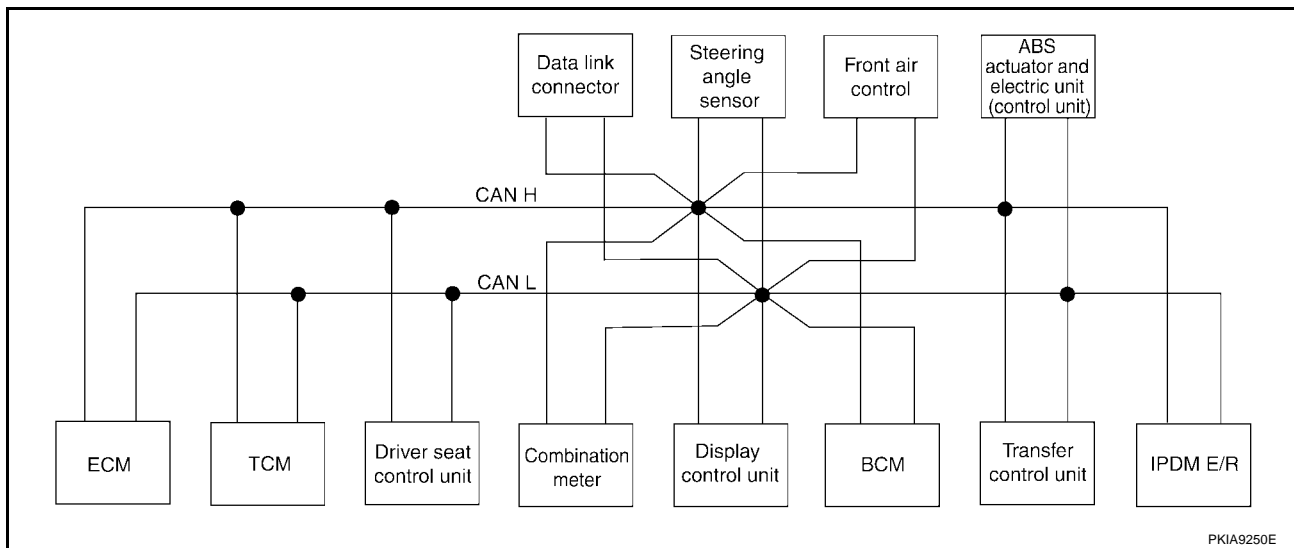 Data link
connector
Steering
angle
sensor
Front air
control
ABS
actuator and
electric unit
(control unit)
CAN H
CAN L
ECM
TCM
Driver seat
control unit
Combination
meter
Display
control unit
BCM
Transfer
control unit
IPDM E/R
PKIA9250E